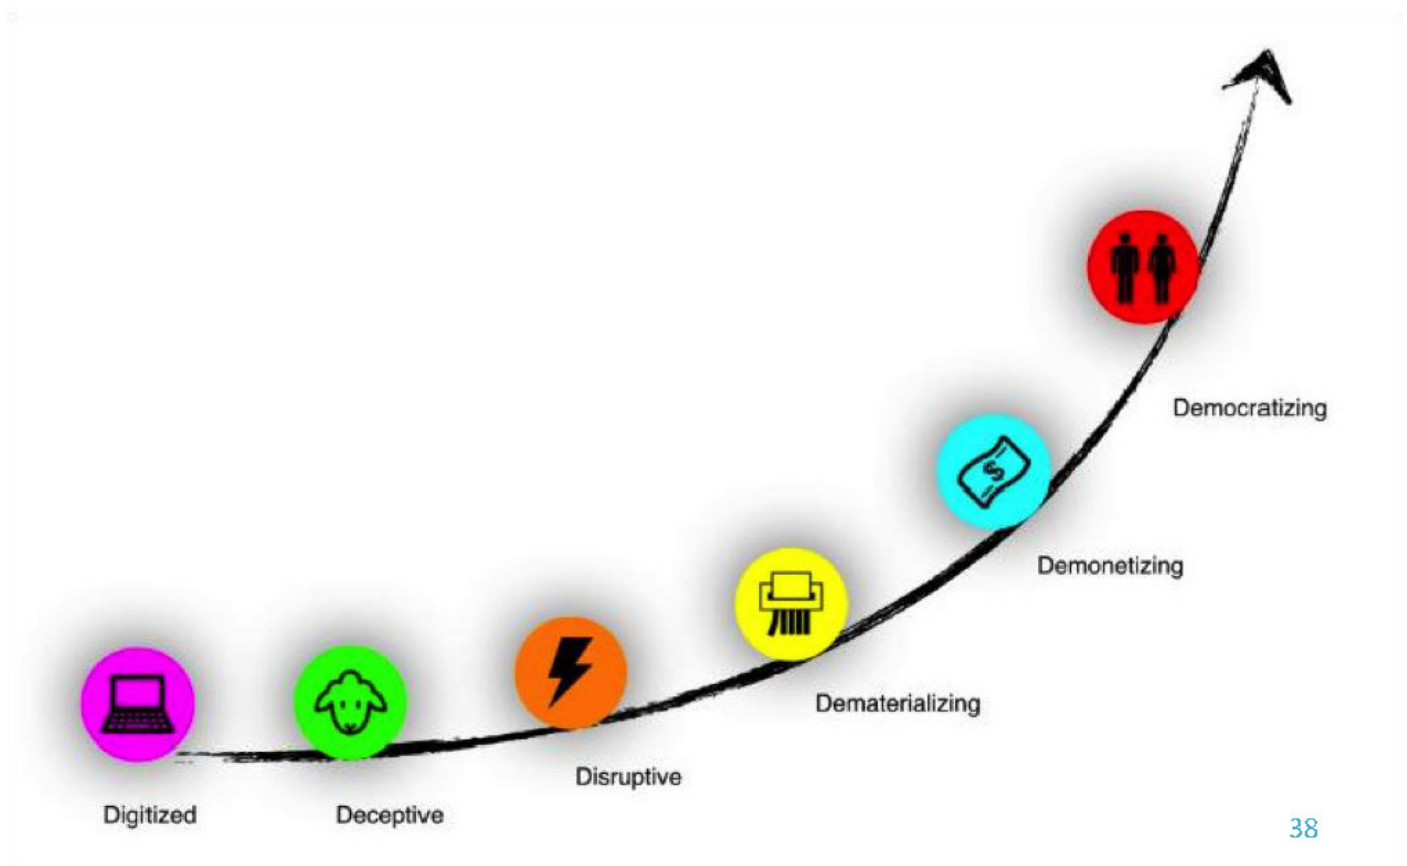 Digitized
Deceptive
Disruptive
Dematerializing
Demonetizing
Democratizing
$
38